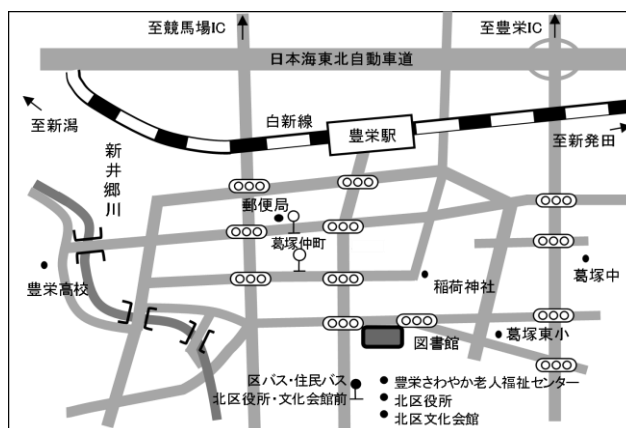 至競馬場IC
至豊栄IC
日本海東北自動車道
至新潟
白新線
豊栄駅
至新発田
新井郷川
郵便局
葛塚仲町
豊栄高校
稲荷神社
葛塚中
図書館
葛塚東小
区バス・住民バス
北区役所・文化会館前
豊栄さわやか老人福祉センター
北区役所
北区文化会館